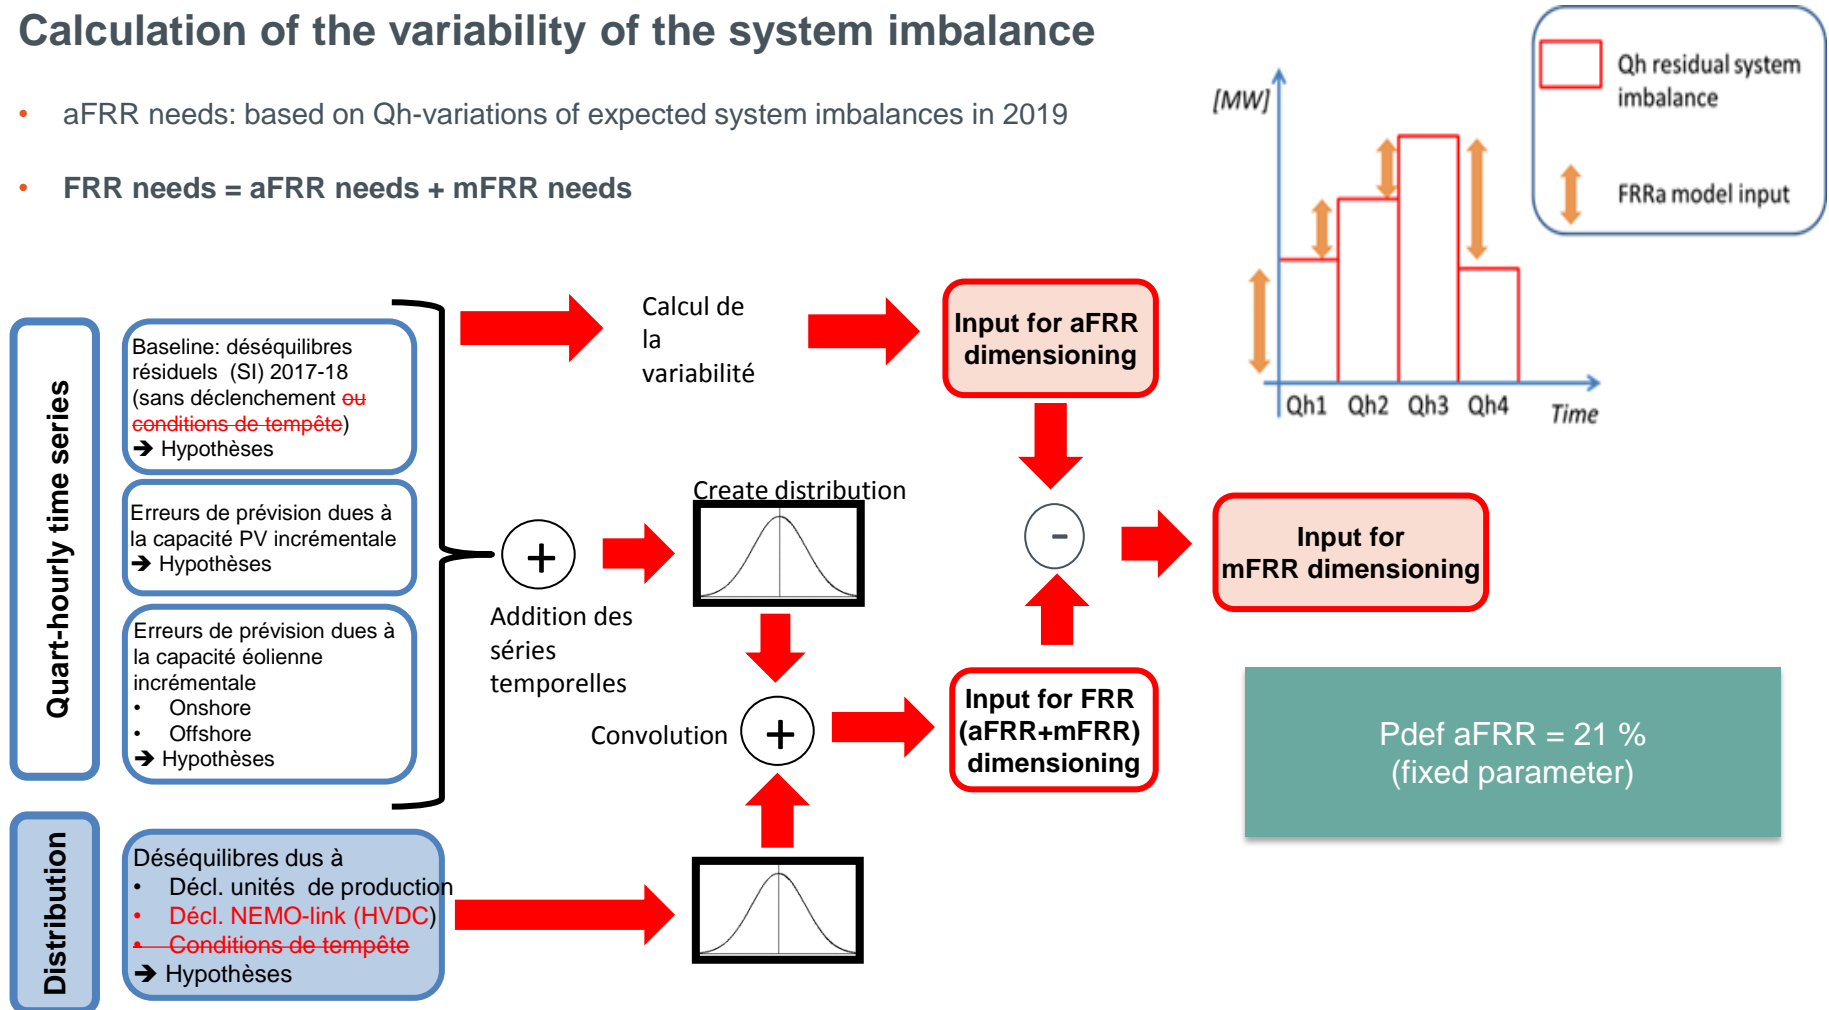 Calculation of the variability of the system imbalance
• aFRR needs: based on Qh-variations of expected system imbalances in 2019
• FRR needs = aFRR needs + mFRR needs
[MW]
Qh1 Qh2 Qh3 Qh4
Time
Qh residual system
imbalance
FRRa model input
Quart-hourly time series
Baseline: déséquilibres
résiduels (SI) 2017-18
(sans déclenchement ou
conditions de tempête)
➔ Hypothèses
Erreurs de prévision dues à
la capacité PV incrémentale
➔ Hypothèses
Erreurs de prévision dues à
la capacité éolienne
incrémentale
• Onshore
• Offshore
➔ Hypothèses
Distribution
Déséquilibres dus à
• Décl. unités de production
• Décl. NEMO-link (HVDC)
• Conditions de tempête
➔ Hypothèses
Calcul de
la
variabilité
Input for aFRR
dimensioning
Create distribution
+
Addition des
séries
temporelles
Convolution
+
Input for FRR
(aFRR+mFRR)
dimensioning
-
Input for
mFRR dimensioning
Pdef aFRR = 21 %
(fixed parameter)